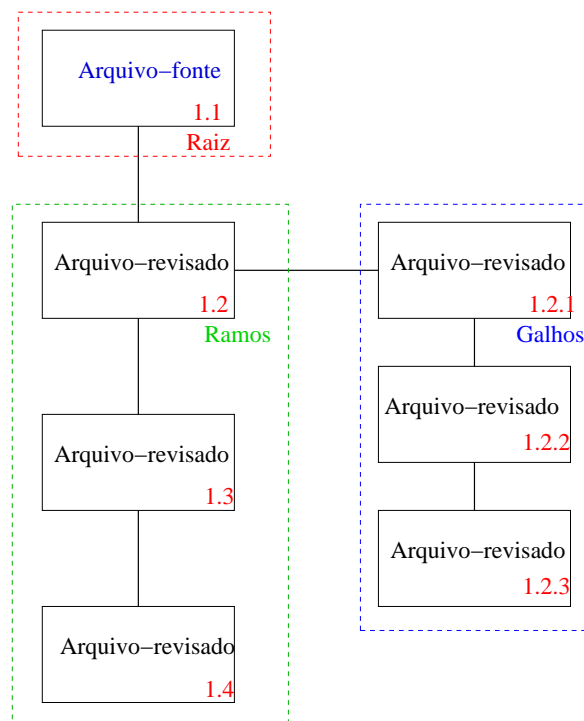 Arquivo−fonte
1.1
Raiz
Arquivo−revisado
1.2
Ramos
Arquivo−revisado
1.3
Arquivo−revisado
1.4
Arquivo−revisado
1.2.1
Galhos
Arquivo−revisado
1.2.2
Arquivo−revisado
1.2.3